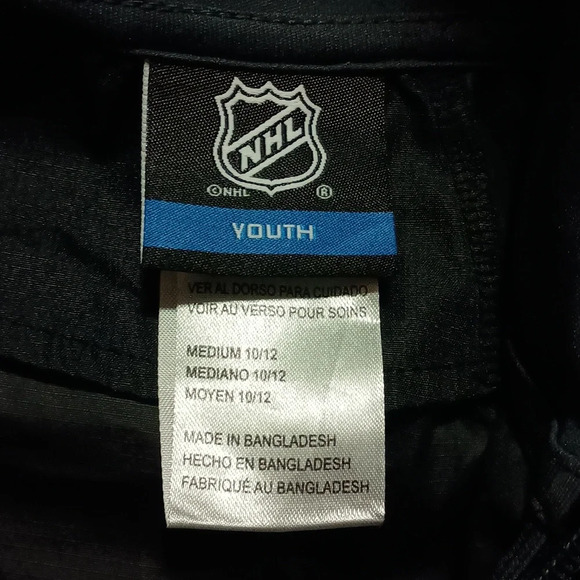 NHL
©NHL ®
YOUTH
VER AL DORSO PARA CUIDADO
VOIR AU VERSO POUR SOINS
MEDIUM 10/12
MEDIANO 10/12
MOYEN 10/12
MADE IN BANGLADESH
HECHO EN BANGLADESH
FABRIQUÉ AU BANGLADESH